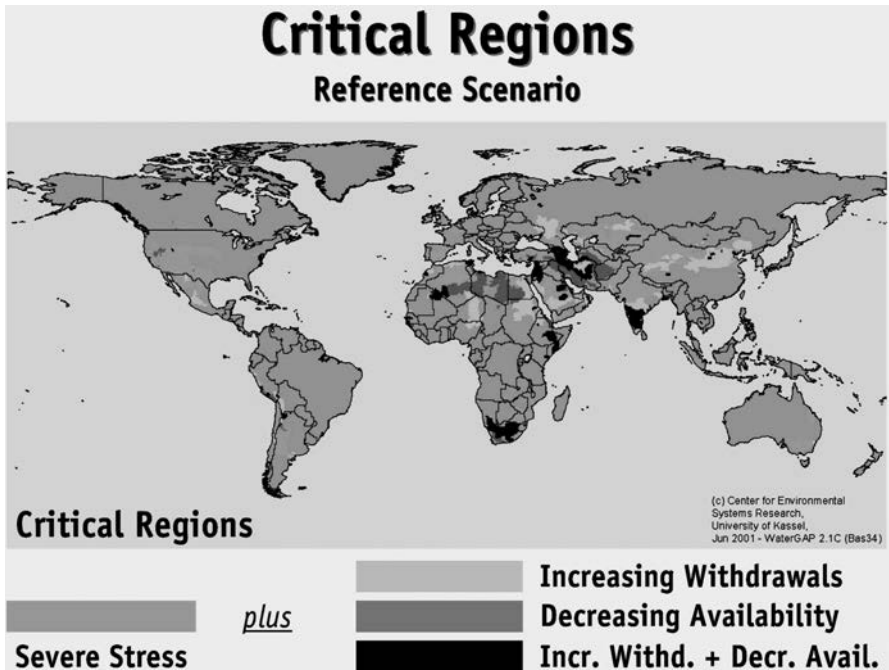 Critical Regions
Reference Scenario
(c) Center for Environmental
Systems Research,
University of Kassel,
Jun 2001 - WaterGAP 2.1C (Bas34)
Critical Regions
Increasing Withdrawals
plus
Decreasing Availability
Severe Stress
Incr. Withd. + Decr. Avail.